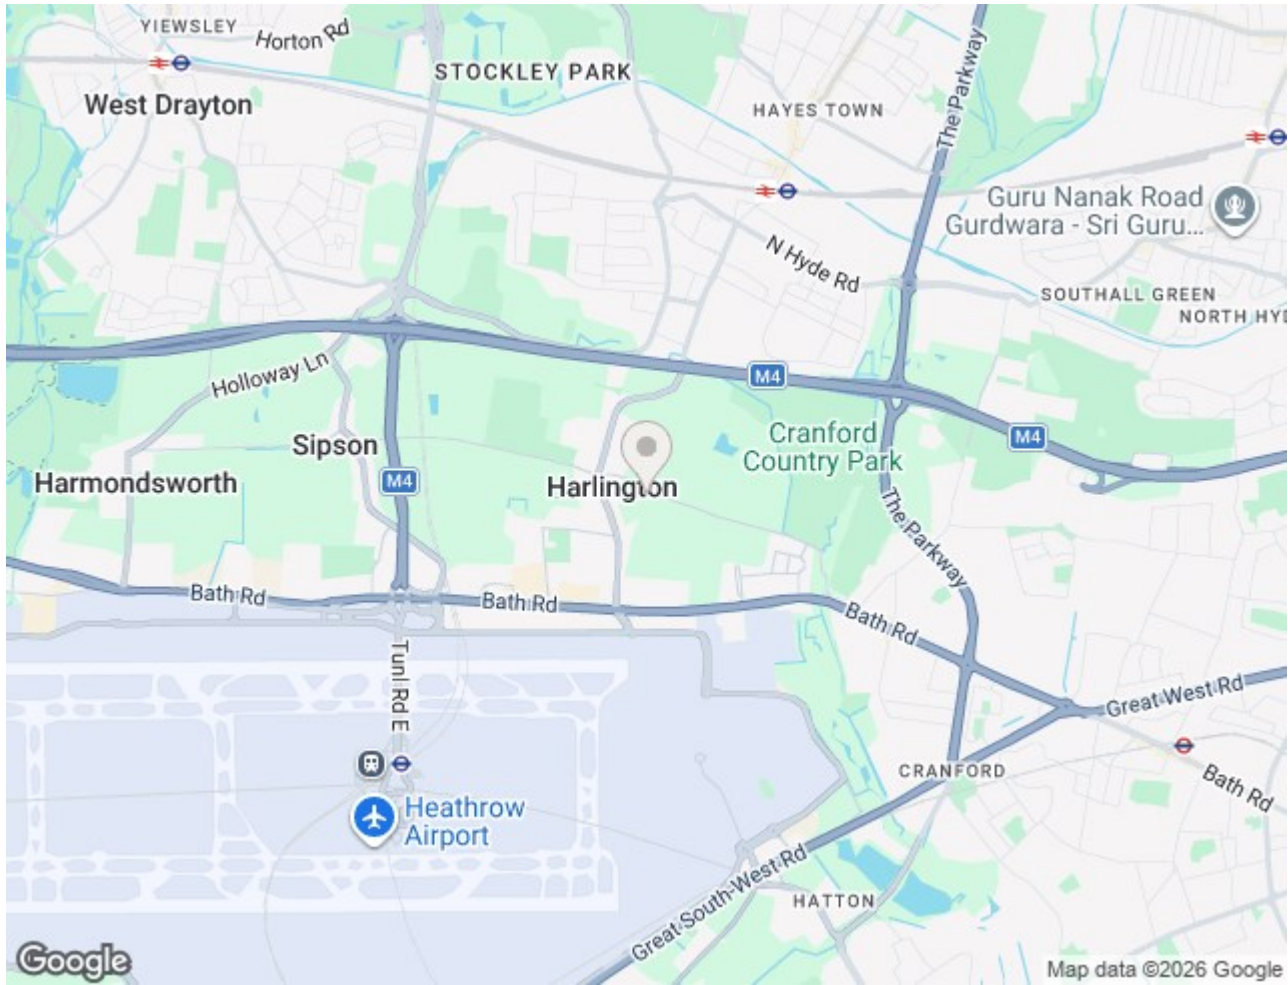 YIEWSLEY
Horton Rd
STOCKLEY PARK
West Drayton
HAYES TOWN
The Parkway
Guru Nanak Road
Gurdwara - Sri Guru...
N Hyde Rd
SOUTHALL GREEN
NORTH HYD
Holloway Ln
M4
Sipson
Cranford
Country Park
M4
Harmondsworth
M4
Harlington
The Parkway
Bath Rd
Bath Rd
Bath Rd
Tunl Rd E
Great West Rd
CRANFORD
Bath Rd
Heathrow
Airport
Great South-West Rd
HATTON
Google
Map data ©2026 Google